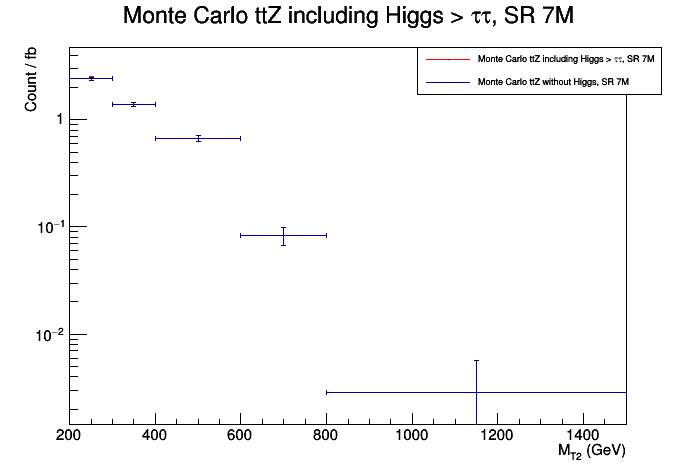 Monte Carlo ttZ including Higgs > ττ, SR 7M
Count / fb
Monte Carlo ttZ including Higgs > ττ, SR 7M
Monte Carlo ttZ without Higgs, SR 7M
1
10⁻¹
10⁻²
200 400 600 800 1000 1200 1400
M_T2 (GeV)